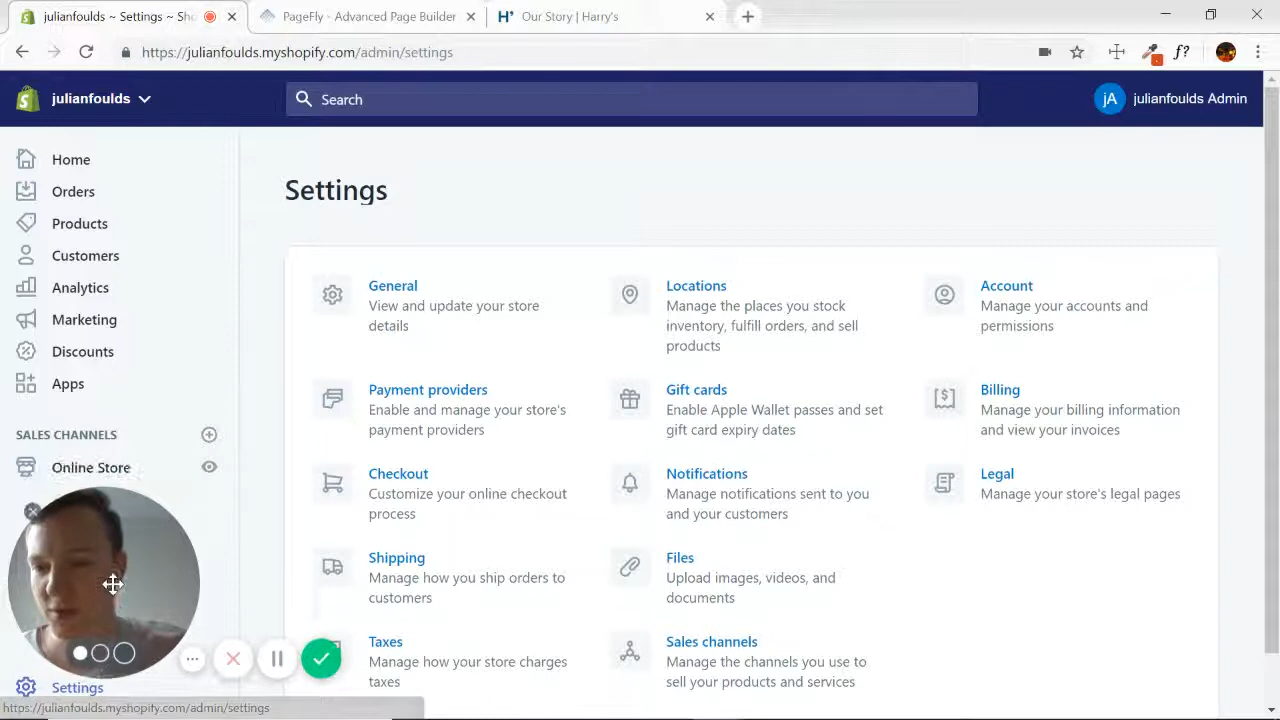 julianfoulds ~ Settings ~ Sh
PageFly - Advanced Page Builder
H' Our Story | Harry's
https://julianfoulds.myshopify.com/admin/settings
f?
julianfoulds
Search
jA
julianfoulds Admin
Home
Orders
Products
Customers
Analytics
Marketing
Discounts
Apps
SALES CHANNELS
Online Store
Settings
https://julianfoulds.myshopify.com/admin/settings
Settings
General
View and update your store
details
Payment providers
Enable and manage your store's
payment providers
Checkout
Customize your online checkout
process
Shipping
Manage how you ship orders to
customers
Taxes
Manage how your store charges
taxes
Locations
Manage the places you stock
inventory, fulfill orders, and sell
products
Gift cards
Enable Apple Wallet passes and set
gift card expiry dates
Notifications
Manage notifications sent to you
and your customers
Files
Upload images, videos, and
documents
Sales channels
Manage the channels you use to
sell your products and services
Account
Manage your accounts and
permissions
Billing
Manage your billing information
and view your invoices
Legal
Manage your store's legal pages